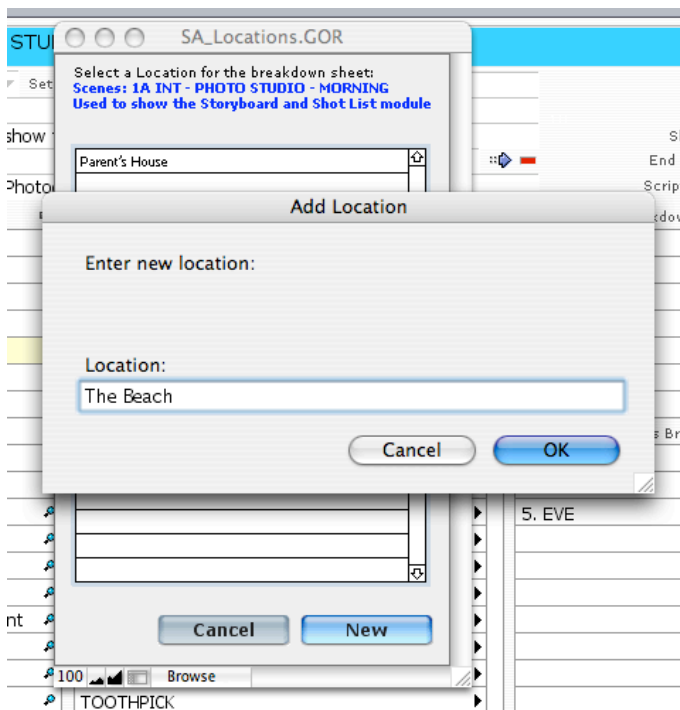 STU
SA_Locations.GOR
Set
Select a Location for the breakdown sheet:
Scenes: 1A INT - PHOTO STUDIO - MORNING
Used to show the Storyboard and Shot List module
show
Parent's House
End
Photo
Scrip
Add Location
Enter new location:
Location:
The Beach
Cancel
OK
s Br
5. EVE
nt
Cancel
New
100
Browse
TOOTHPICK